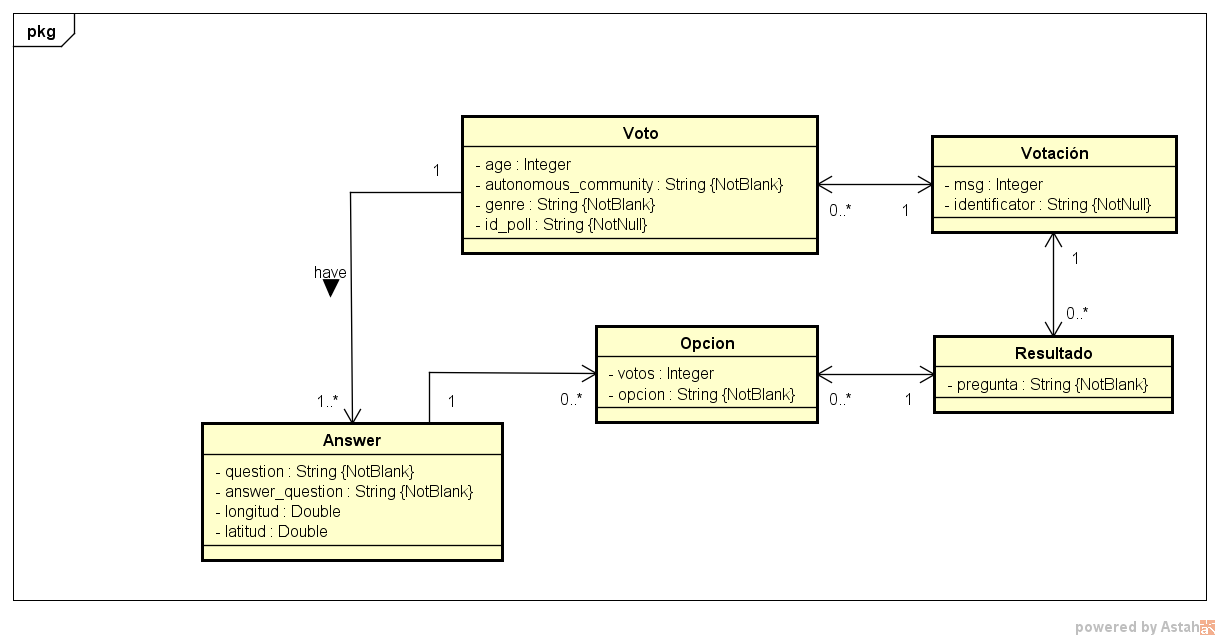 pkg
Voto
- age : Integer
- autonomous_community : String {NotBlank}
- genre : String {NotBlank}
- id_poll : String {NotNull}
Votación
- msg : Integer
- identificator : String {NotNull}
1
0..*
1
have
1
0..*
Opcion
- votos : Integer
- opcion : String {NotBlank}
Resultado
- pregunta : String {NotBlank}
1..*
1
0..*
0..*
1
Answer
- question : String {NotBlank}
- answer_question : String {NotBlank}
- longitud : Double
- latitud : Double
powered by Astah